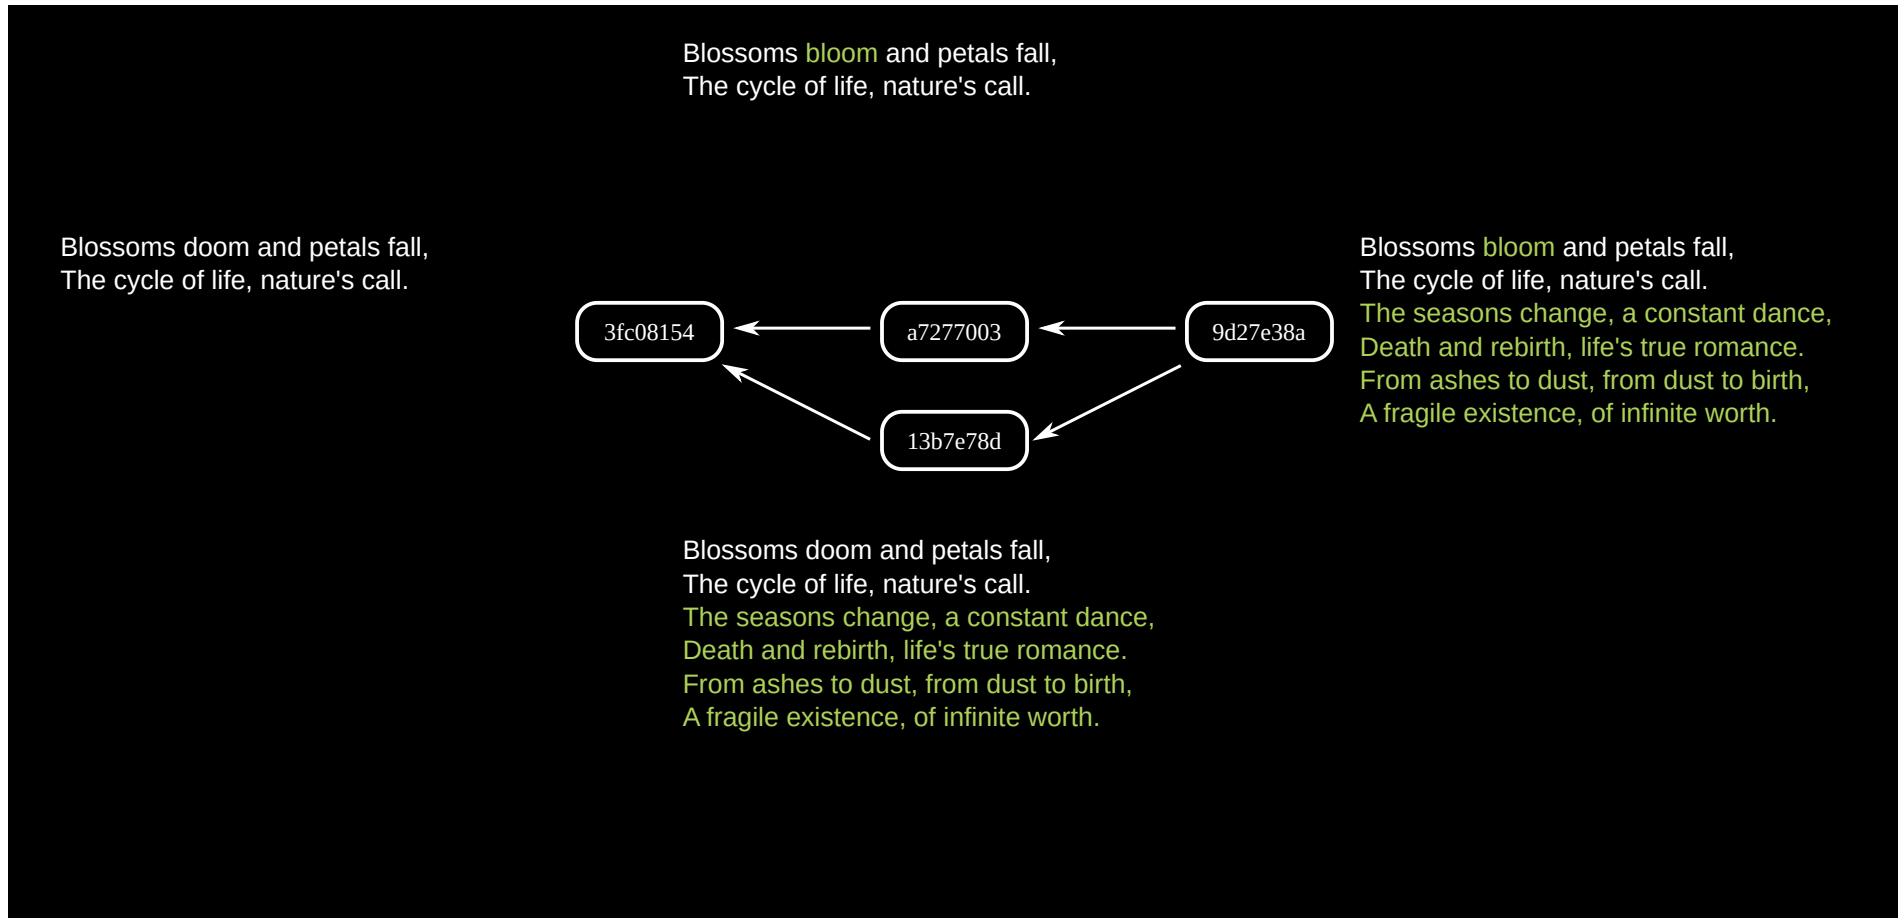 Blossoms bloom and petals fall,
The cycle of life, nature's call.
Blossoms doom and petals fall,
The cycle of life, nature's call.
3fc08154
a7277003
9d27e38a
13b7e78d
Blossoms bloom and petals fall,
The cycle of life, nature's call.
The seasons change, a constant dance,
Death and rebirth, life's true romance.
From ashes to dust, from dust to birth,
A fragile existence, of infinite worth.
Blossoms doom and petals fall,
The cycle of life, nature's call.
The seasons change, a constant dance,
Death and rebirth, life's true romance.
From ashes to dust, from dust to birth,
A fragile existence, of infinite worth.